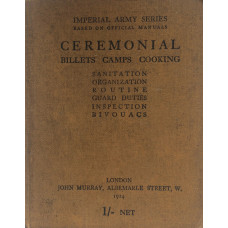 IMPERIAL ARMY SERIES
BASED ON OFFICIAL MANUALS
CEREMONIAL
BILLETS CAMPS COOKING
SANITATION
ORGANIZATION
ROUTINE
GUARD DUTIES
INSPECTION
BIVOUACS
LONDON
JOHN MURRAY, ALBEMARLE STREET, W.
1914
1/- NET